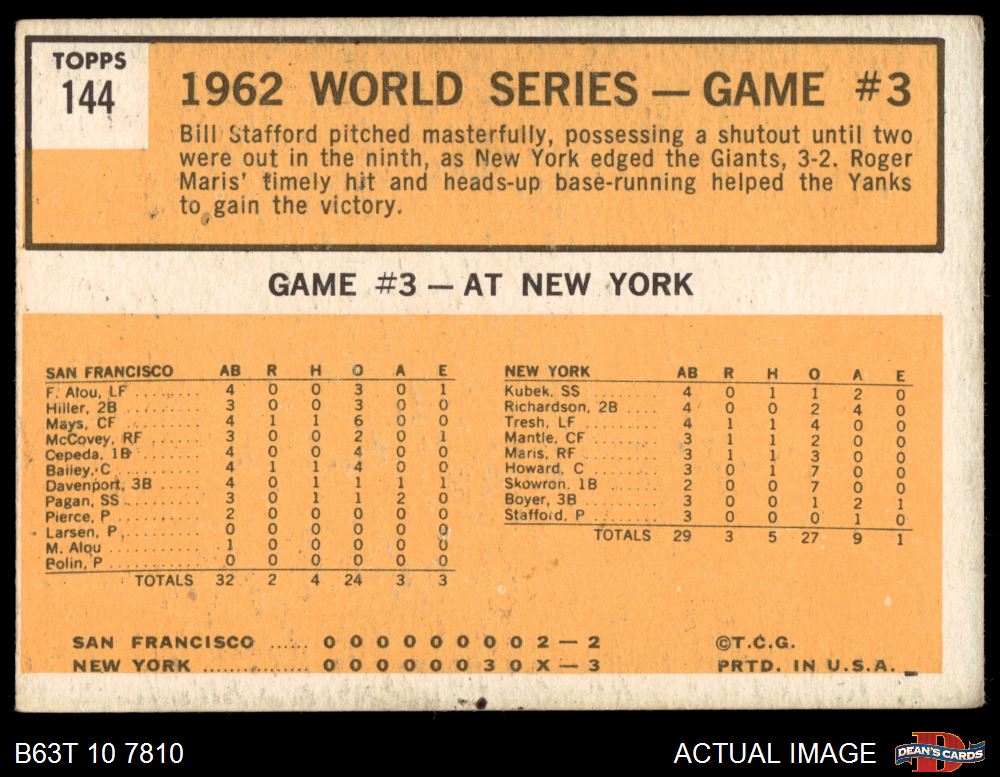 TOPPS
144
1962 WORLD SERIES — GAME #3
Bill Stafford pitched masterfully, possessing a shutout until two
were out in the ninth, as New York edged the Giants, 3-2. Roger
Maris' timely hit and heads-up base-running helped the Yanks
to gain the victory.
GAME #3 — AT NEW YORK
SAN FRANCISCO AB R H O A E
F. Alou, LF 4 0 0 3 0 1
Hiller, 2B 3 0 0 3 0 0
Mays, CF 4 1 1 6 0 0
McCovey, RF 3 0 0 2 0 1
Cepeda, 1B 4 0 0 4 0 0
Bailey, C 4 1 1 4 0 0
Davenport, 3B 4 0 1 1 1 1
Pagan, SS 3 0 1 1 2 0
Pierce, P 2 0 0 0 0 0
Larsen, P 0 0 0 0 0 0
M. Alou 1 0 0 0 0 0
Bolin, P 0 0 0 0 0 0
TOTALS 32 2 4 24 3 3
NEW YORK AB R H O A E
Kubek, SS 4 0 1 1 2 0
Richardson, 2B 4 0 0 2 4 0
Tresh, LF 4 1 1 4 0 0
Mantle, CF 3 1 1 2 0 0
Maris, RF 3 1 1 3 0 0
Howard, C 3 0 1 7 0 0
Skowron, 1B 2 0 0 7 0 0
Boyer, 3B 3 0 0 1 2 1
Stafford, P 3 0 0 0 1 0
TOTALS 29 3 5 27 9 1
SAN FRANCISCO ..... 0 0 0 0 0 0 0 0 2 — 2
NEW YORK ............. 0 0 0 0 0 0 3 0 X — 3
©T.C.G.
PRTD. IN U.S.A.
B63T 10 7810
ACTUAL IMAGE
DEAN'S CARDS